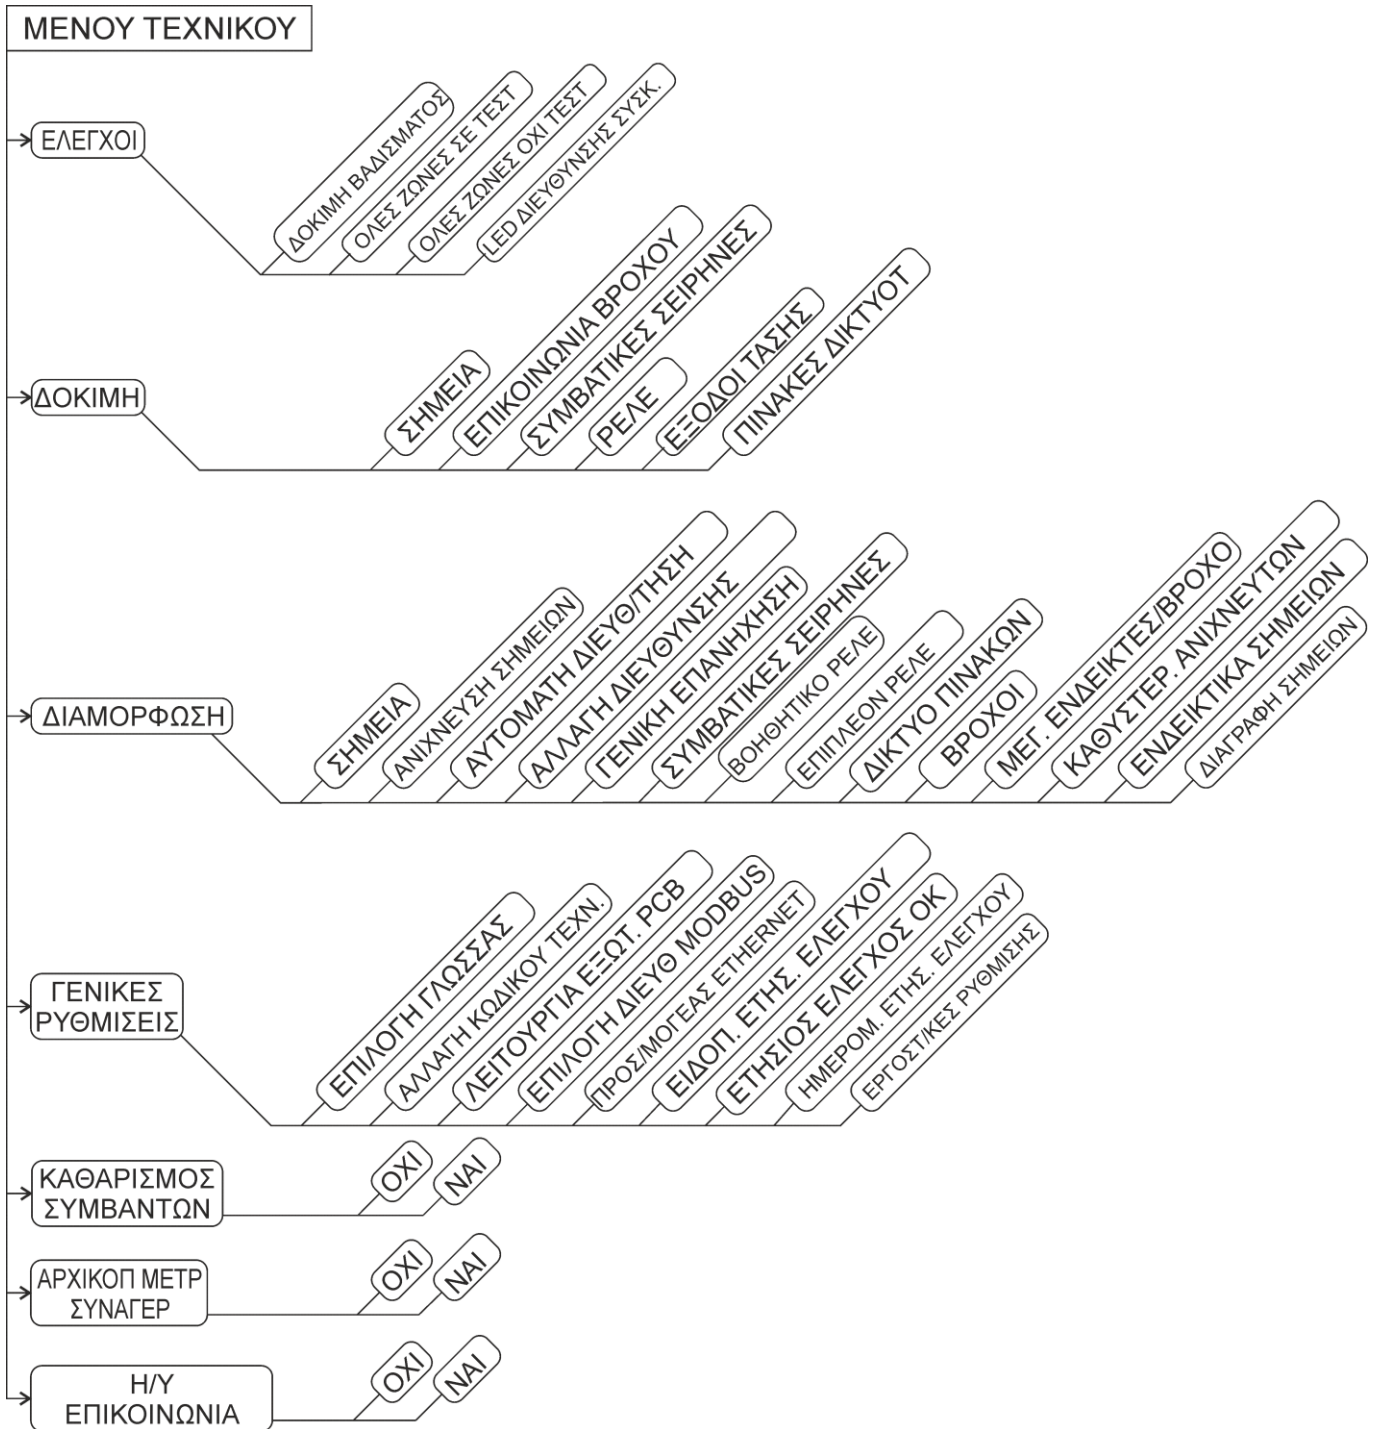 ΜΕΝΟΥ ΤΕΧΝΙΚΟΥ
ΕΛΕΓΧΟΙ
ΔΟΚΙΜΗ ΒΑΔΙΣΜΑΤΟΣ
ΟΛΕΣ ΖΩΝΕΣ ΣΕ ΤΕΣΤ
ΟΛΕΣ ΖΩΝΕΣ ΟΧΙ ΤΕΣΤ
LED ΔΙΕΥΘΥΝΣΗΣ ΣΥΣΚ.
ΔΟΚΙΜΗ
ΣΗΜΕΙΑ
ΕΠΙΚΟΙΝΩΝΙΑ ΒΡΟΧΟΥ
ΣΥΜΒΑΤΙΚΕΣ ΣΕΙΡΗΝΕΣ
ΡΕΛΕ
ΕΞΟΔΟΙ ΤΑΣΗΣ
ΠΙΝΑΚΕΣ ΔΙΚΤΥΟΤ
ΔΙΑΜΟΡΦΩΣΗ
ΣΗΜΕΙΑ
ΑΝΙΧΝΕΥΣΗ ΣΗΜΕΙΩΝ
ΑΥΤΟΜΑΤΗ ΔΙΕΥΘ/ΤΗΣΗ
ΑΛΛΑΓΗ ΔΙΕΥΘΥΝΣΗΣ
ΓΕΝΙΚΗ ΕΠΑΝΗΧΗΣΗ
ΣΥΜΒΑΤΙΚΕΣ ΣΕΙΡΗΝΕΣ
ΒΟΗΘΗΤΙΚΟ ΡΕΛΕ
ΕΠΙΠΛΕΟΝ ΡΕΛΕ
ΔΙΚΤΥΟ ΠΙΝΑΚΩΝ
ΒΡΟΧΟΙ
ΜΕΓ. ΕΝΔΕΙΚΤΕΣ/ΒΡΟΧΟ
ΚΑΘΥΣΤΕΡ. ΑΝΙΧΝΕΥΤΩΝ
ΕΝΔΕΙΚΤΙΚΑ ΣΗΜΕΙΩΝ
ΔΙΑΓΡΑΦΗ ΣΗΜΕΙΩΝ
ΓΕΝΙΚΕΣ
ΡΥΘΜΙΣΕΙΣ
ΕΠΙΛΟΓΗ ΓΛΩΣΣΑΣ
ΑΛΛΑΓΗ ΚΩΔΙΚΟΥ ΤΕΧΝ.
ΛΕΙΤΟΥΡΓΙΑ ΕΞΩΤ. PCB
ΕΠΙΛΟΓΗ ΔΙΕΥΘ MODBUS
ΠΡΟΣ/ΜΟΓΕΑΣ ETHERNET
ΕΙΔΟΠ. ΕΤΗΣ. ΕΛΕΓΧΟΥ
ΕΤΗΣΙΟΣ ΕΛΕΓΧΟΣ ΟΚ
ΗΜΕΡΟΜ. ΕΤΗΣ. ΕΛΕΓΧΟΥ
ΕΡΓΟΣΤ/ΚΕΣ ΡΥΘΜΙΣΗΣ
ΚΑΘΑΡΙΣΜΟΣ
ΣΥΜΒΑΝΤΩΝ
ΟΧΙ
ΝΑΙ
ΑΡΧΙΚΟΠ ΜΕΤΡ
ΣΥΝΑΓΕΡ
ΟΧΙ
ΝΑΙ
Η/Υ
ΕΠΙΚΟΙΝΩΝΙΑ
ΟΧΙ
ΝΑΙ